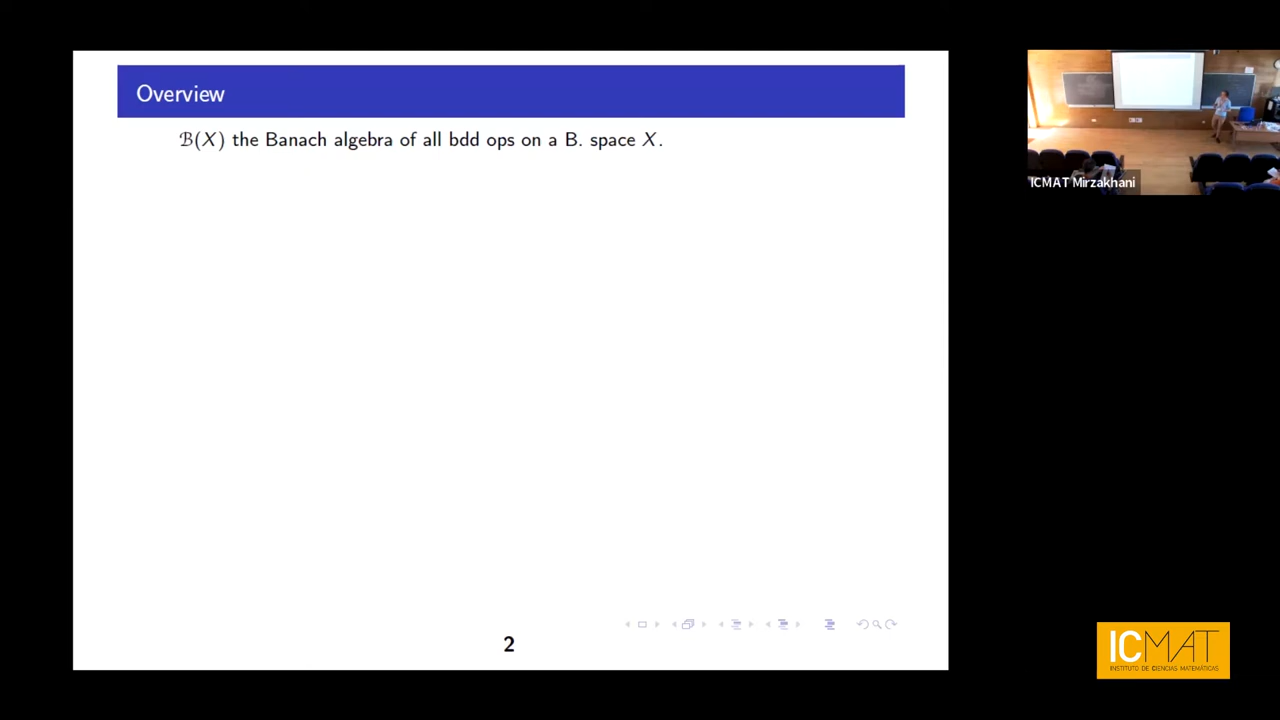 Overview
ℬ(X) the Banach algebra of all bdd ops on a B. space X.
2
ICMAT Mirzakhani
ICMAT
INSTITUTO DE CIENCIAS MATEMÁTICAS